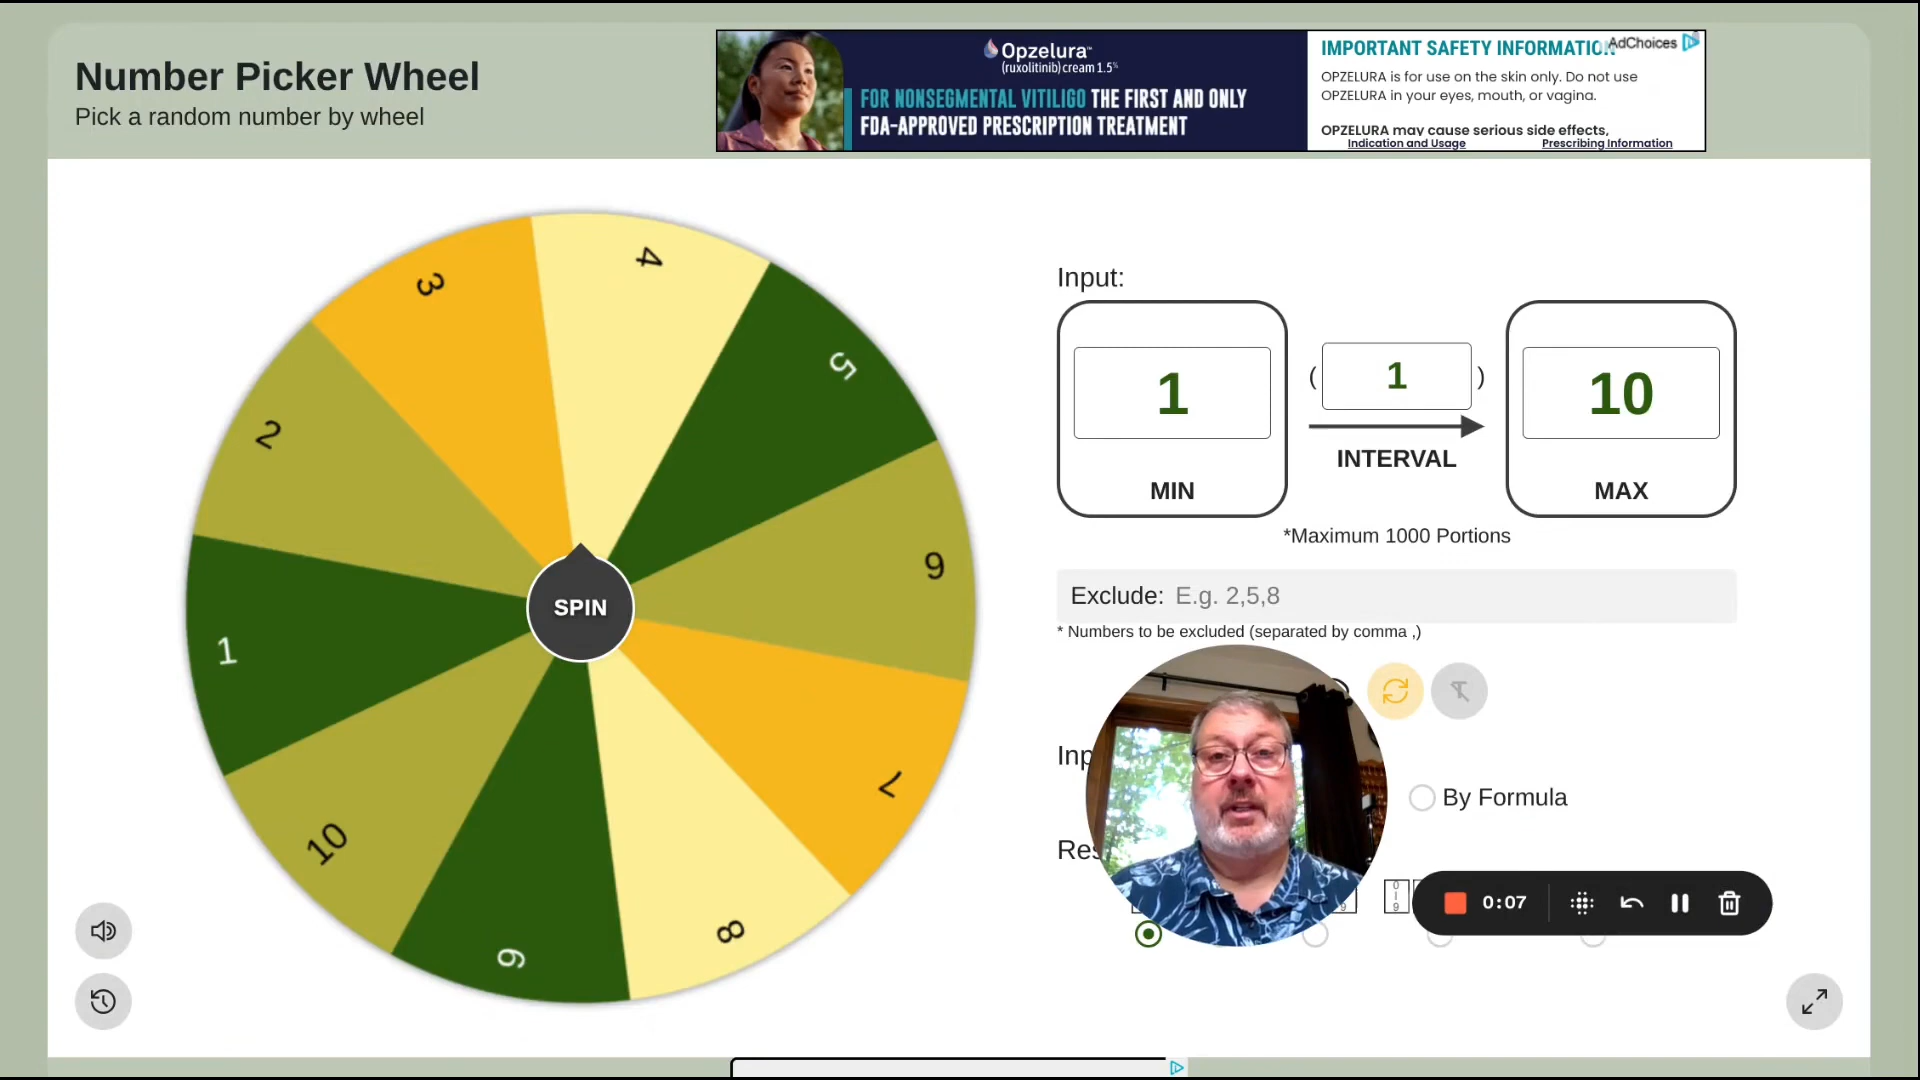 Number Picker Wheel
Pick a random number by wheel
Opzelura™
(ruxolitinib) cream 1.5%
FOR NONSEGMENTAL VITILIGO THE FIRST AND ONLY
FDA-APPROVED PRESCRIPTION TREATMENT
IMPORTANT SAFETY INFORMATION
AdChoices
OPZELURA is for use on the skin only. Do not use
OPZELURA in your eyes, mouth, or vagina.
OPZELURA may cause serious side effects,
Indication and Usage
Prescribing Information
1
2
3
4
5
6
7
8
9
10
SPIN
Input:
1
MIN
( 1 )
INTERVAL
10
MAX
*Maximum 1000 Portions
Exclude: E.g. 2,5,8
* Numbers to be excluded (separated by comma ,)
Inp
By Formula
Res
0:07